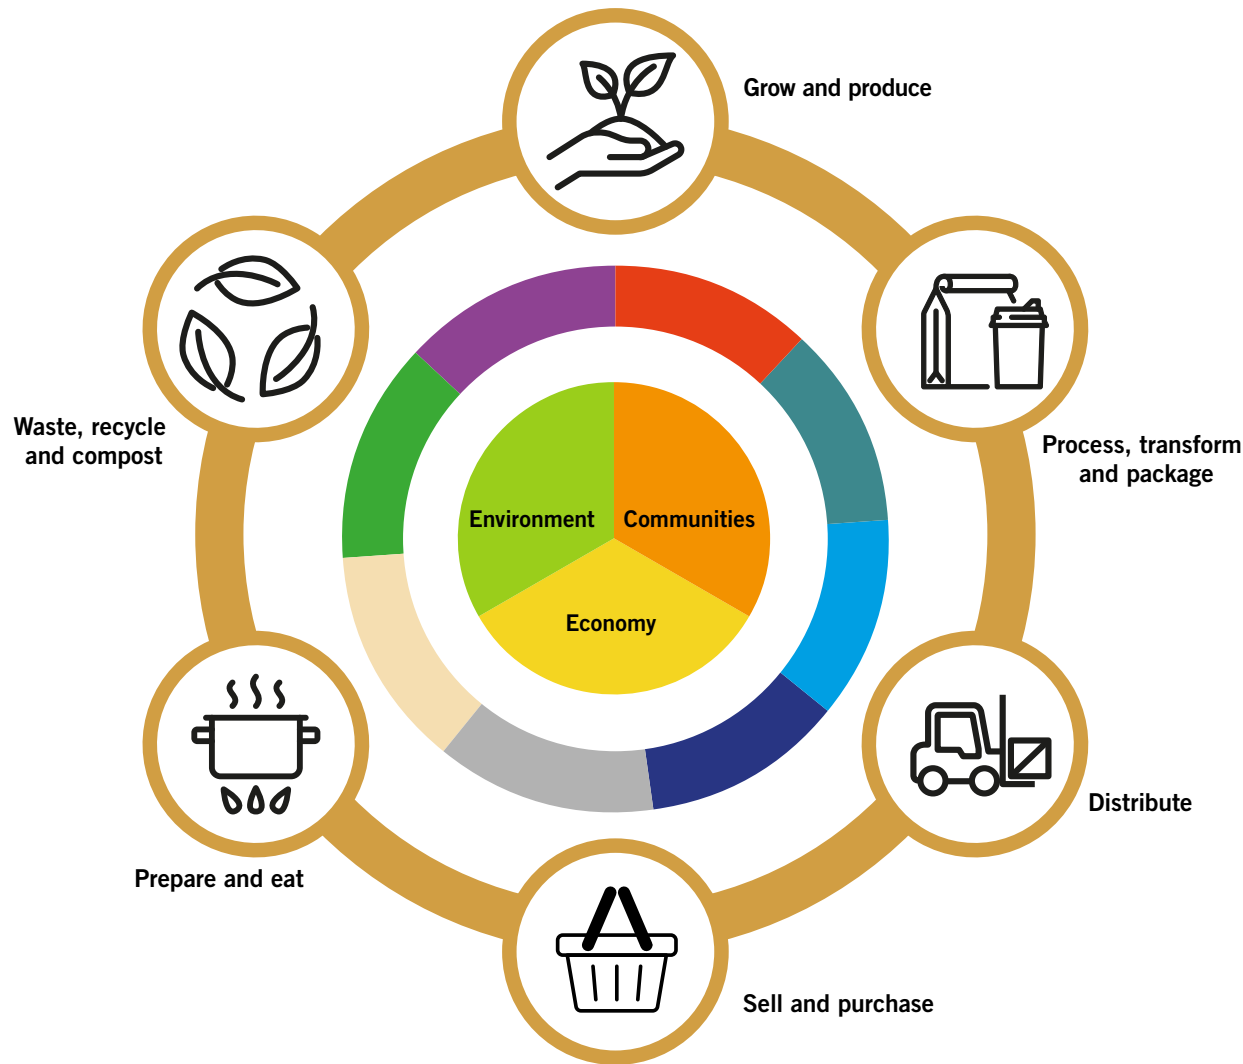 Grow and produce
Process, transform
and package
Distribute
Sell and purchase
Prepare and eat
Waste, recycle
and compost
Environment
Communities
Economy